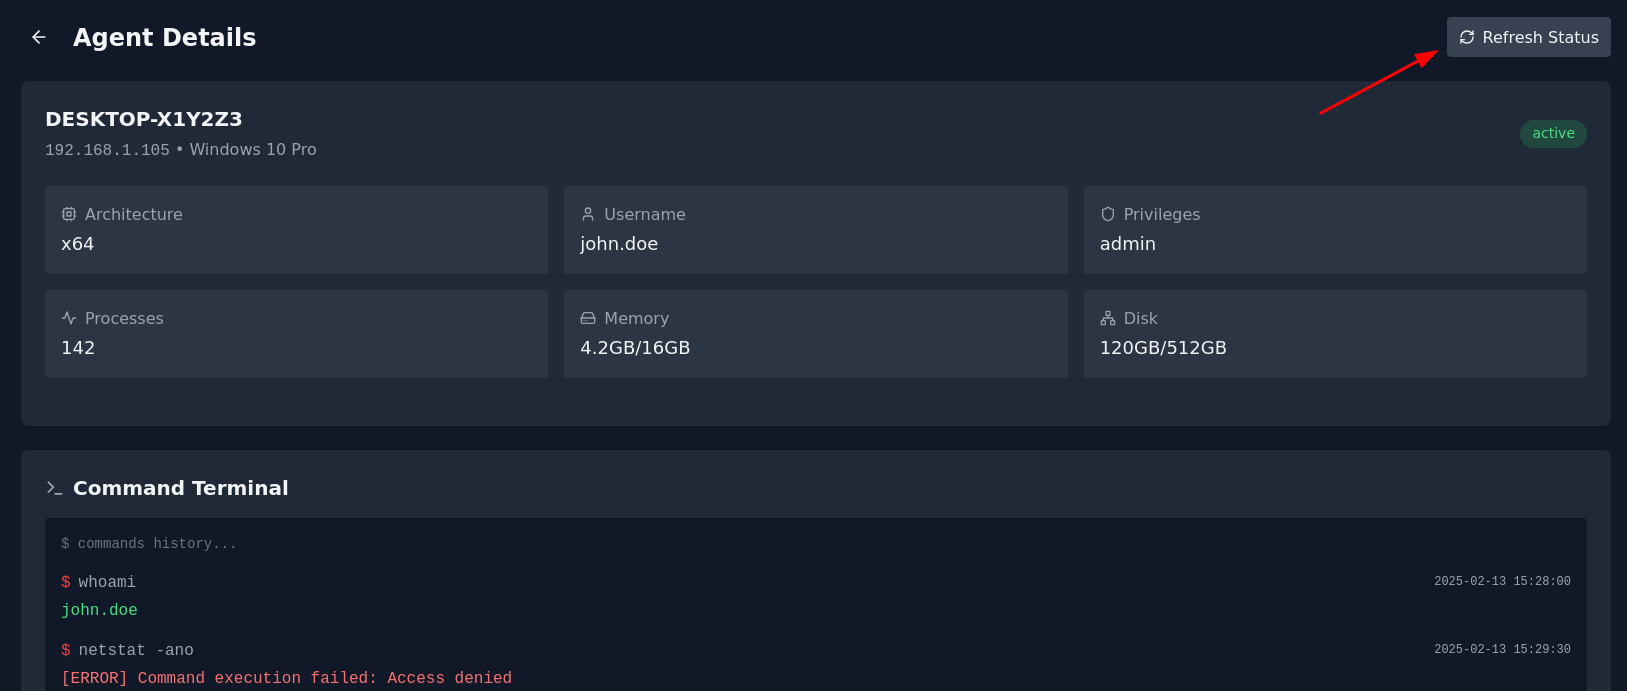 Agent Details
Refresh Status
DESKTOP-X1Y2Z3
active
192.168.1.105 • Windows 10 Pro
Architecture
x64
Username
john.doe
Privileges
admin
Processes
142
Memory
4.2GB/16GB
Disk
120GB/512GB
Command Terminal
$ commands history...
$ whoami 2025-02-13 15:28:00
john.doe
$ netstat -ano 2025-02-13 15:29:30
[ERROR] Command execution failed: Access denied